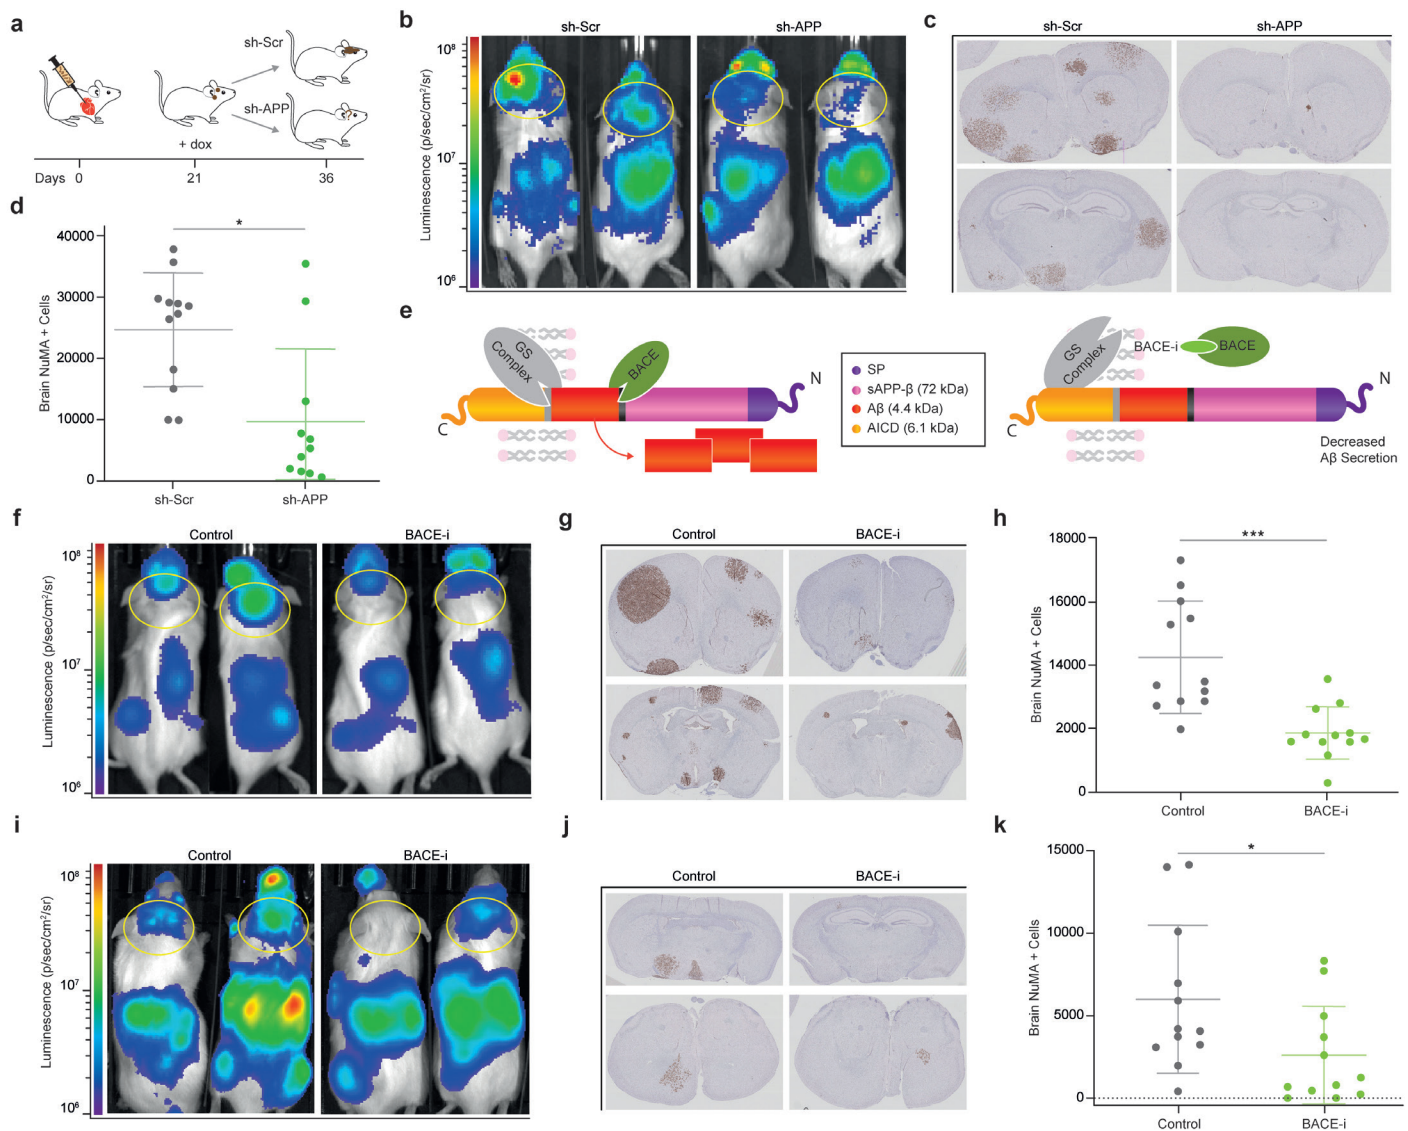 a
sh-Scr
sh-APP
+ dox
Days 0 21 36
b
sh-Scr sh-APP
Luminescence (p/sec/cm²/sr)
10⁸
10⁷
10⁶
c
sh-Scr sh-APP
d
*
Brain NuMA + Cells
40000
30000
20000
10000
0
sh-Scr sh-APP
e
GS
Complex
BACE
N
C
SP
sAPP-β (72 kDa)
Aβ (4.4 kDa)
AICD (6.1 kDa)
GS
Complex
BACE-i BACE
N
C
Decreased
Aβ Secretion
f
Control BACE-i
Luminescence (p/sec/cm²/sr)
10⁸
10⁷
10⁶
g
Control BACE-i
h
***
Brain NuMA + Cells
18000
16000
14000
2000
0
Control BACE-i
i
Control BACE-i
Luminescence (p/sec/cm²/sr)
10⁸
10⁷
10⁶
j
Control BACE-i
k
*
Brain NuMA + Cells
15000
10000
5000
0
Control BACE-i